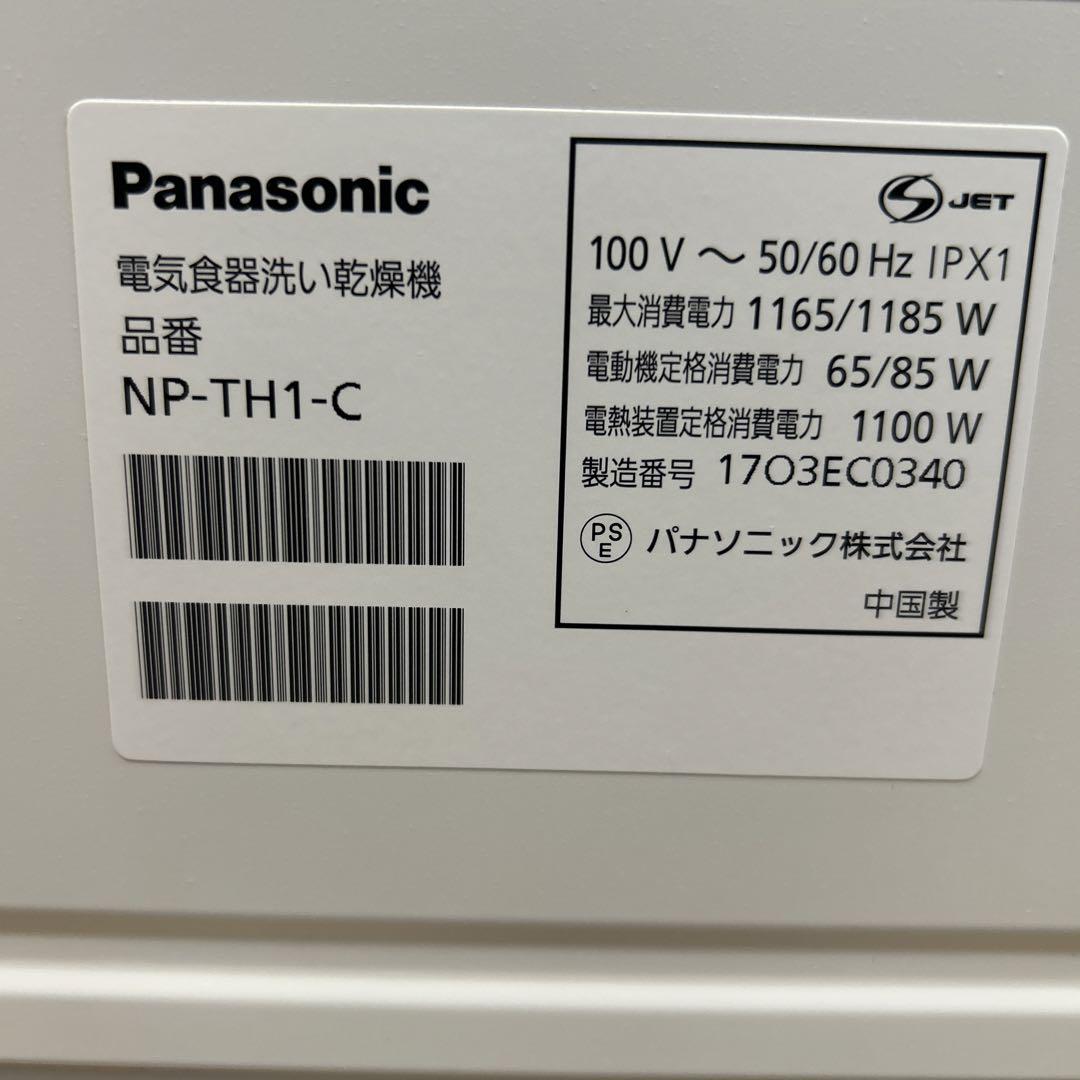 Panasonic
電気食器洗い乾燥機
品番
NP-TH1-C
JET
100 V ～ 50/60 Hz IPX1
最大消費電力 1165/1185 W
電動機定格消費電力 65/85 W
電熱装置定格消費電力 1100 W
製造番号 17O3EC0340
PS
E
パナソニック株式会社
中国製